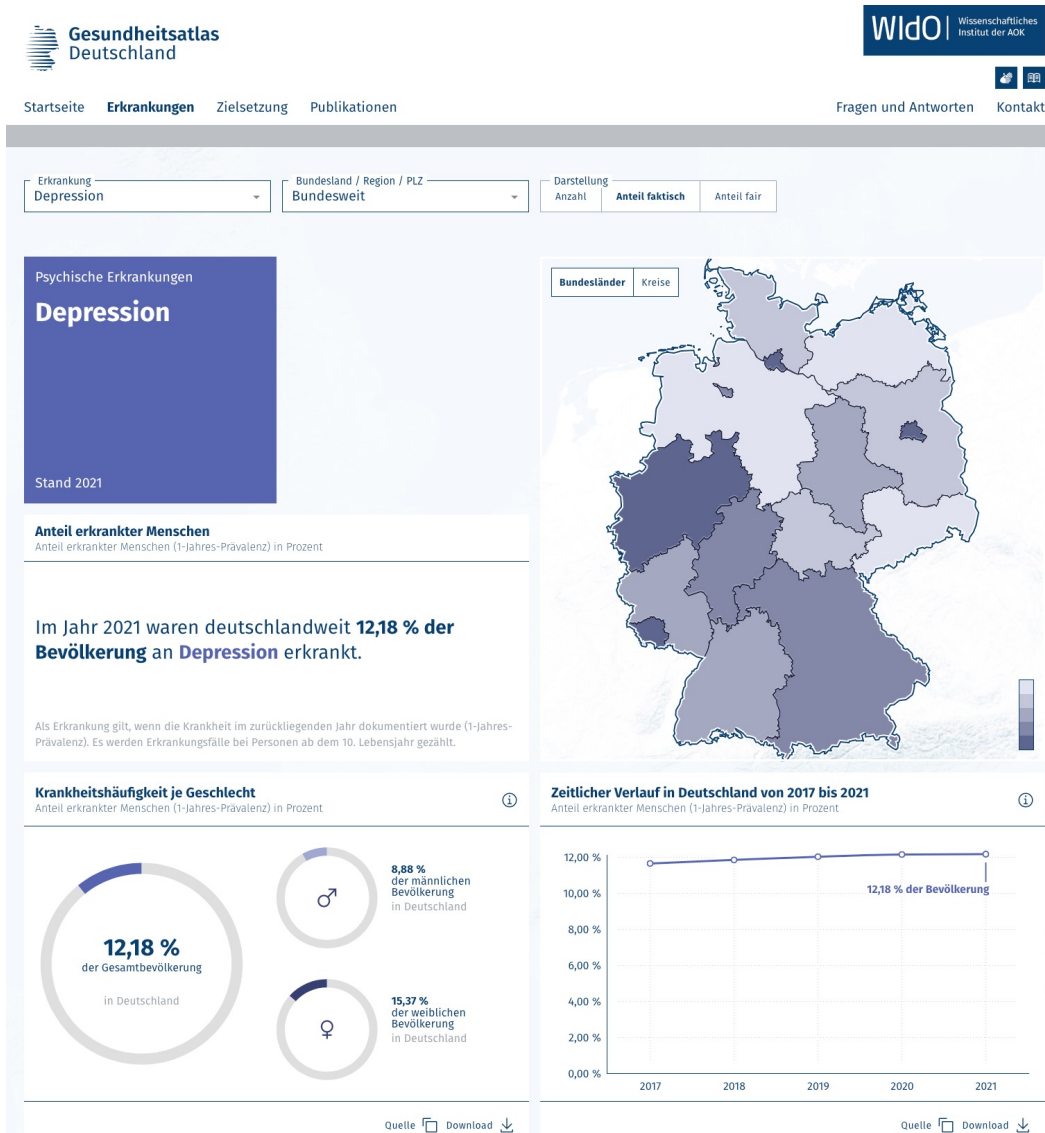 Gesundheitsatlas
Deutschland
WIdO | Wissenschaftliches
Institut der AOK
Startseite Erkrankungen Zielsetzung Publikationen Fragen und Antworten Kontakt
Erkrankung
Depression
Bundesland / Region / PLZ
Bundesweit
Darstellung
Anzahl Anteil faktisch Anteil fair
Psychische Erkrankungen
Depression
Stand 2021
Bundesländer Kreise
Anteil erkrankter Menschen
Anteil erkrankter Menschen (1-Jahres-Prävalenz) in Prozent
Im Jahr 2021 waren deutschlandweit 12,18 % der
Bevölkerung an Depression erkrankt.
Als Erkrankung gilt, wenn die Krankheit im zurückliegenden Jahr dokumentiert wurde (1-Jahres-
Prävalenz). Es werden Erkrankungsfälle bei Personen ab dem 10. Lebensjahr gezählt.
Krankheitshäufigkeit je Geschlecht
Anteil erkrankter Menschen (1-Jahres-Prävalenz) in Prozent
12,18 %
der Gesamtbevölkerung
in Deutschland
8,88 %
der männlichen
Bevölkerung
in Deutschland
15,37 %
der weiblichen
Bevölkerung
in Deutschland
Quelle Download
Zeitlicher Verlauf in Deutschland von 2017 bis 2021
Anteil erkrankter Menschen (1-Jahres-Prävalenz) in Prozent
12,00 %
10,00 %
8,00 %
6,00 %
4,00 %
2,00 %
0,00 %
12,18 % der Bevölkerung
2017 2018 2019 2020 2021
Quelle Download